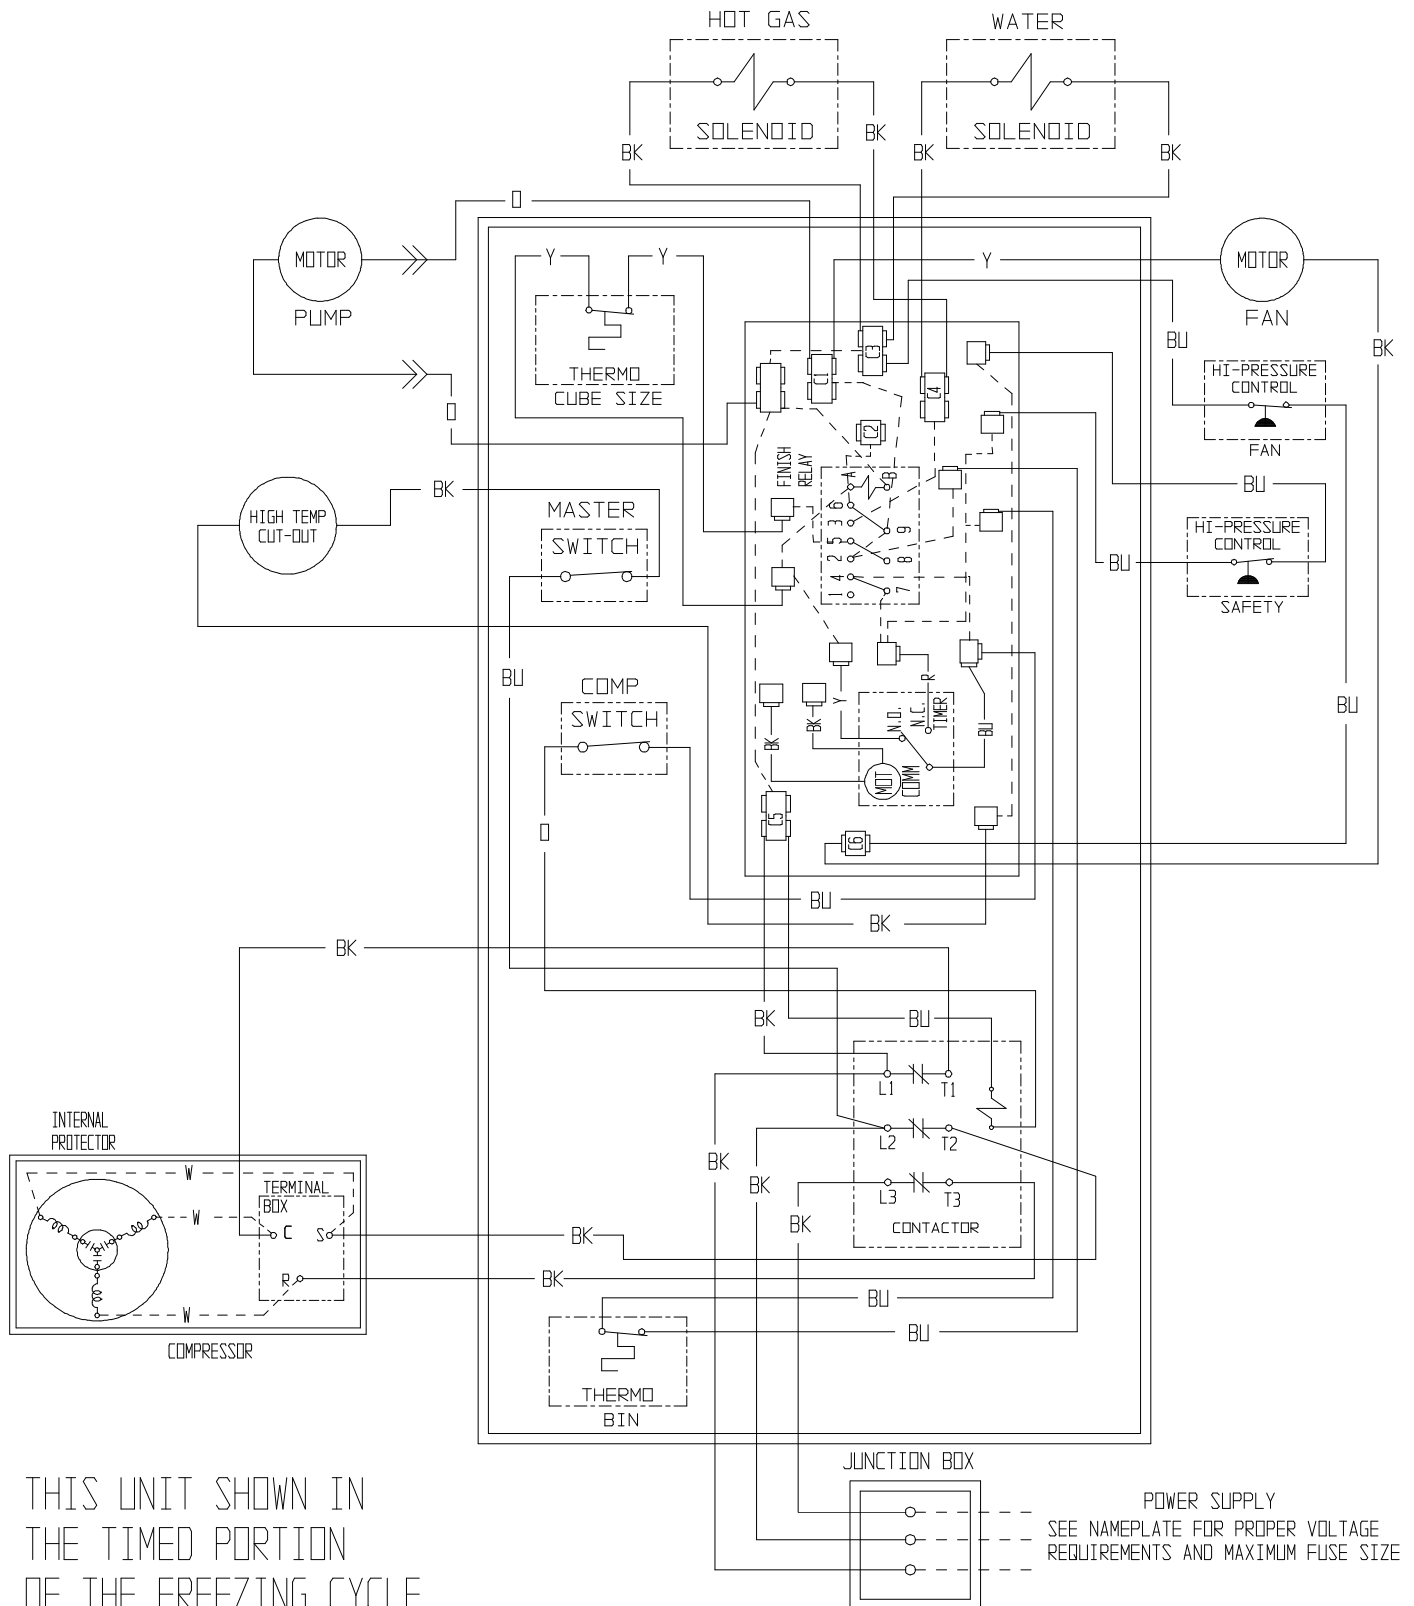 HOT GAS
WATER
SOLENOID
SOLENOID
BK
BK
BK
BK
O
MOTOR
PUMP
Y
Y
Y
MOTOR
FAN
THERMO
CUBE SIZE
C3
C1
C4
C2
BU
BK
HI-PRESSURE
CONTROL
FAN
O
FINISH
RELAY
A
B
BK
HIGH TEMP
CUT-OUT
MASTER
SWITCH
6
3
9
5
2
8
4
1
7
BU
HI-PRESSURE
CONTROL
BU
SAFETY
BU
COMP
SWITCH
R
Y
N.O.
N.C.
TIMER
BK
BK
BU
BU
MOT
COMM
O
C5
C6
BU
BK
BK
BK
BU
L1
T1
L2
T2
L3
T3
CONTACTOR
BK
BK
BK
INTERNAL
PROTECTOR
W
TERMINAL
BOX
W
C
S
R
W
COMPRESSOR
BK
BK
BU
BU
THERMO
BIN
JUNCTION BOX
THIS UNIT SHOWN IN
THE TIMED PORTION
OF THE FREEZING CYCLE
POWER SUPPLY
SEE NAMEPLATE FOR PROPER VOLTAGE
REQUIREMENTS AND MAXIMUM FUSE SIZE